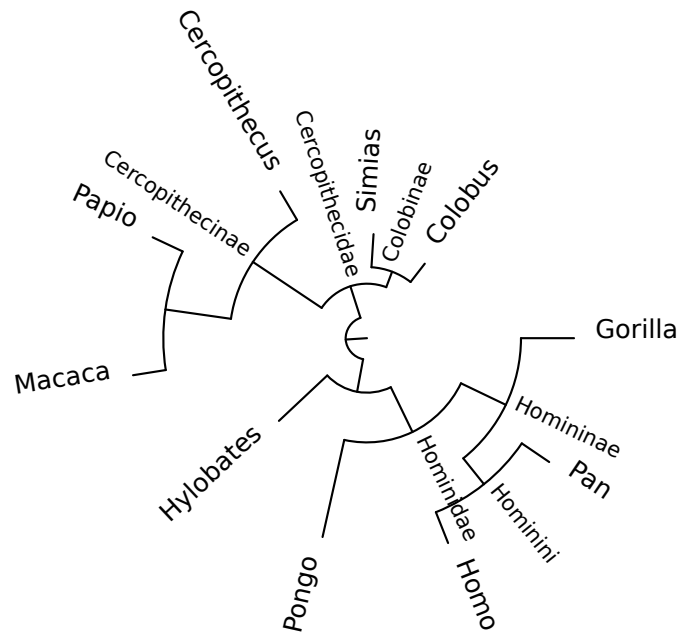 Cercopithecus
Cercopithecidae
Simias
Colobinae
Colobus
Cercopithecinae
Papio
Gorilla
Macaca
Homininae
Hylobates
Hominidae
Pan
Hominini
Pongo
Homo